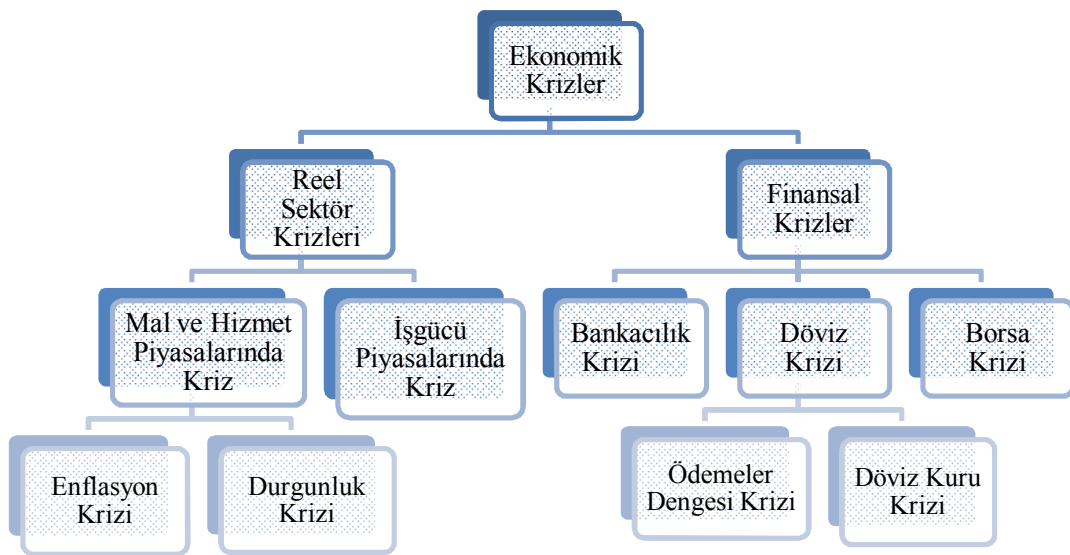 Ekonomik
Krizler
Reel
Sektör
Krizleri
Finansal
Krizler
Mal ve Hizmet
Piyasalarında
Kriz
İşgücü
Piyasalarında
Kriz
Bankacılık
Krizi
Döviz
Krizi
Borsa
Krizi
Enflasyon
Krizi
Durgunluk
Krizi
Ödemeler
Dengesi Krizi
Döviz Kuru
Krizi